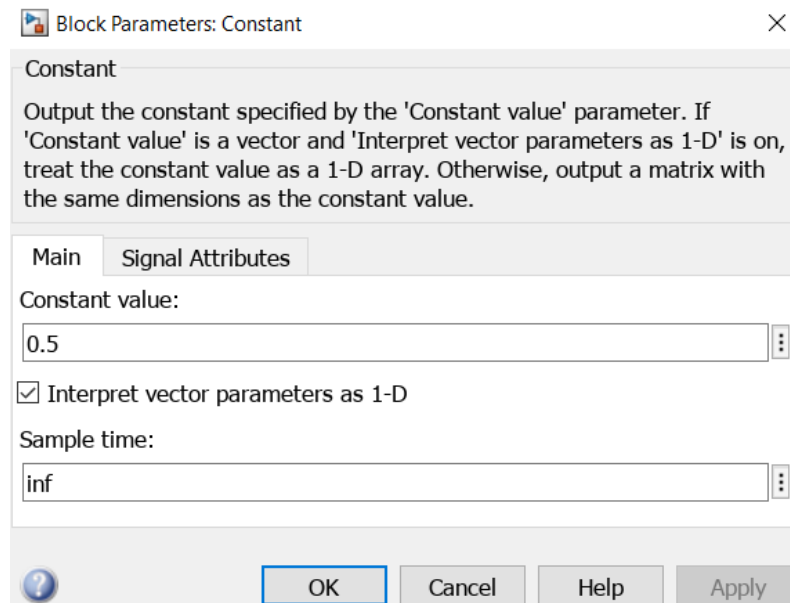 Block Parameters: Constant
Constant
Output the constant specified by the 'Constant value' parameter. If
'Constant value' is a vector and 'Interpret vector parameters as 1-D' is on,
treat the constant value as a 1-D array. Otherwise, output a matrix with
the same dimensions as the constant value.
Main Signal Attributes
Constant value:
0.5
Interpret vector parameters as 1-D
Sample time:
inf
? OK Cancel Help Apply